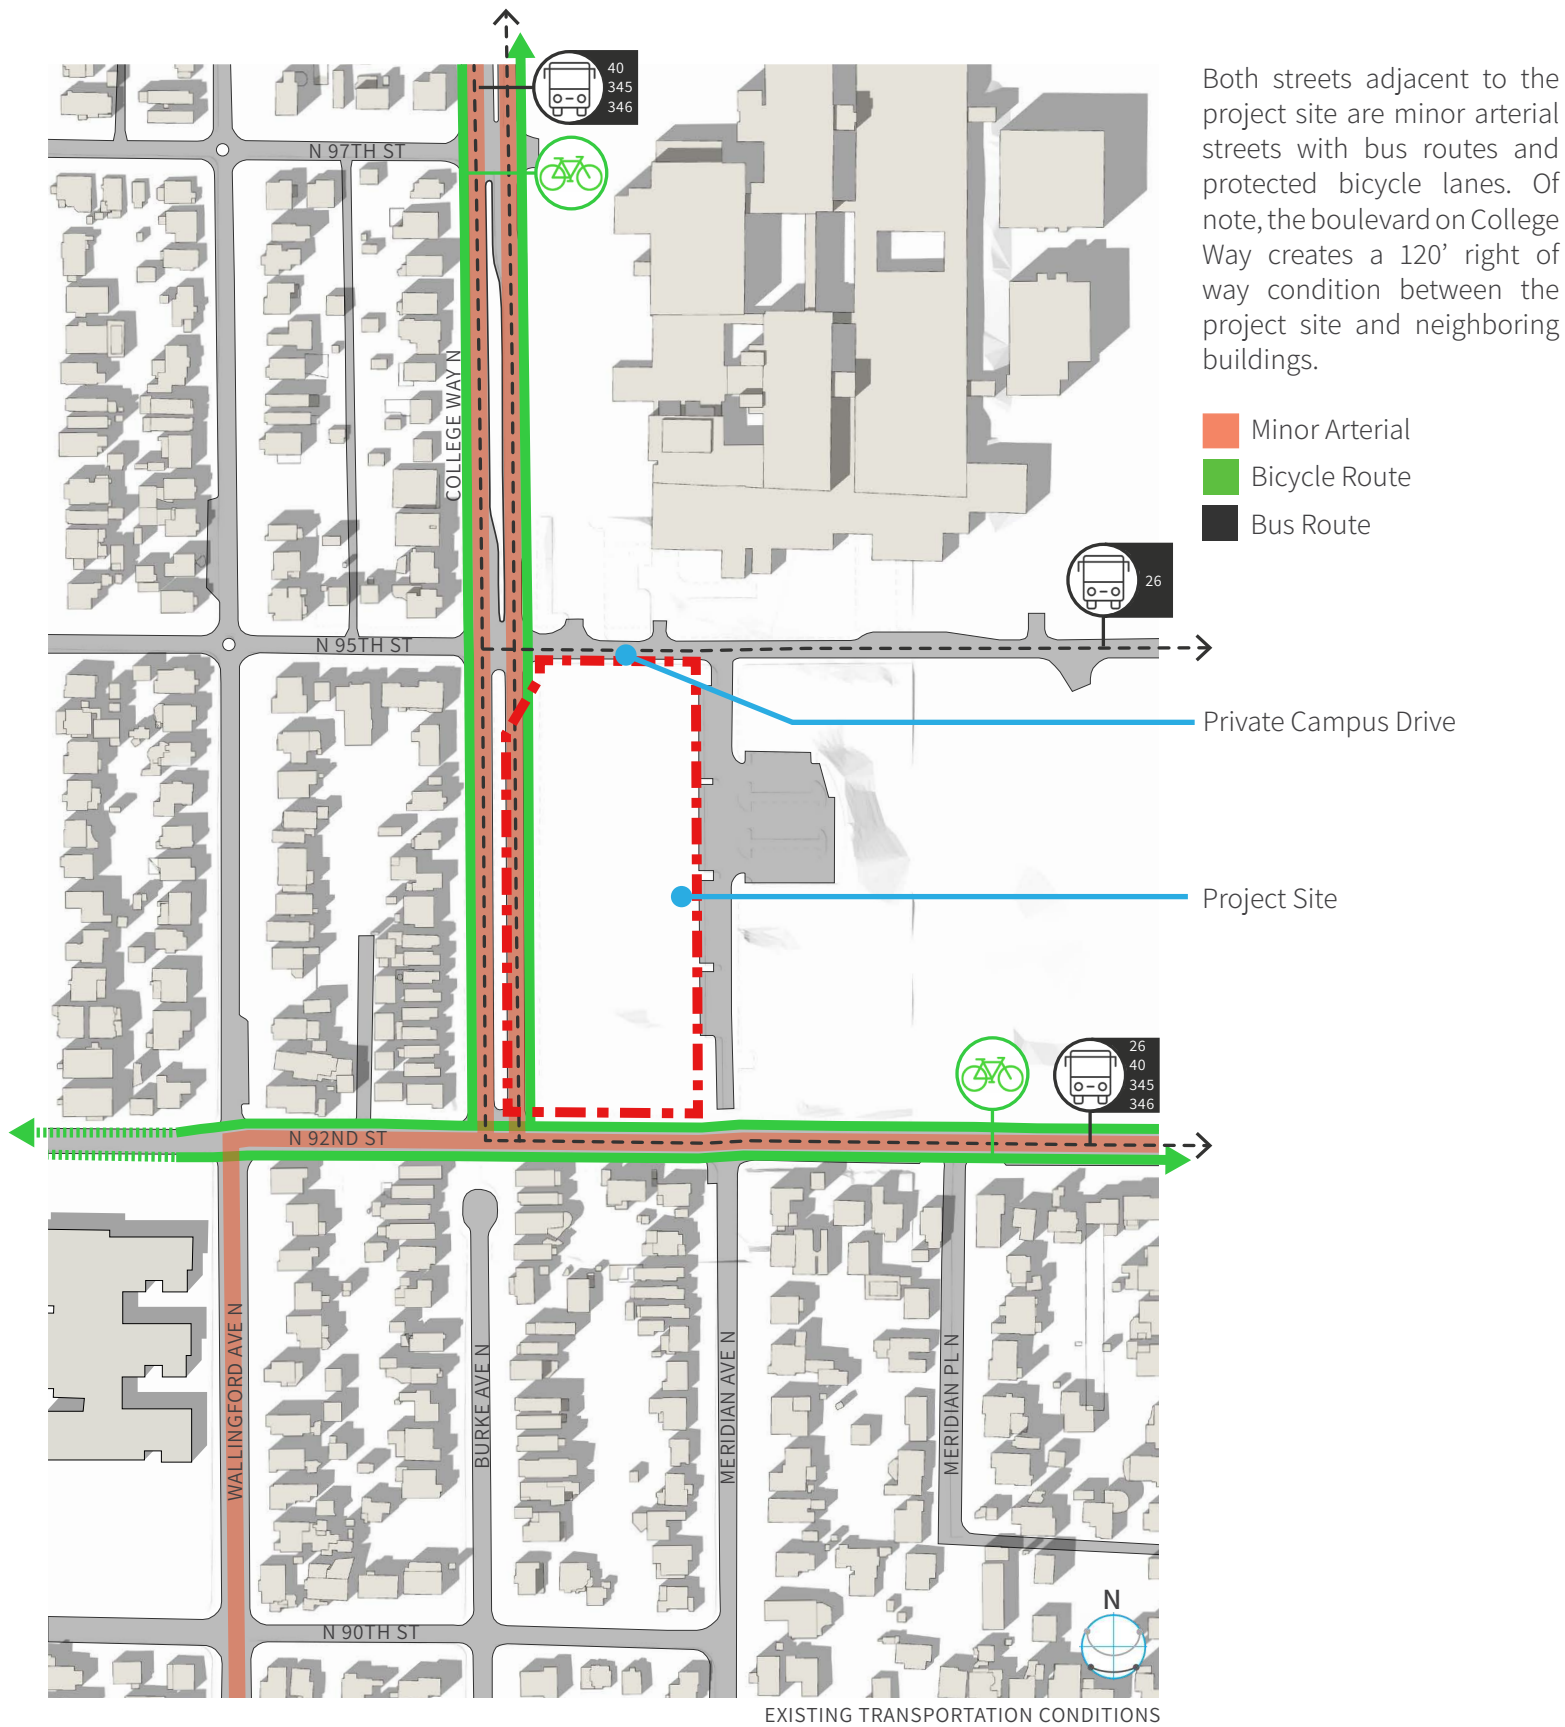 40
345
346
N 97TH ST
COLLEGE WAY N
N 95TH ST
26
26
40
345
346
N 92ND ST
WALLINGFORD AVE N
BURKE AVE N
MERIDIAN AVE N
MERIDIAN PL N
N 90TH ST
N
EXISTING TRANSPORTATION CONDITIONS
Both streets adjacent to the
project site are minor arterial
streets with bus routes and
protected bicycle lanes. Of
note, the boulevard on College
Way creates a 120’ right of
way condition between the
project site and neighboring
buildings.
Minor Arterial
Bicycle Route
Bus Route
Private Campus Drive
Project Site